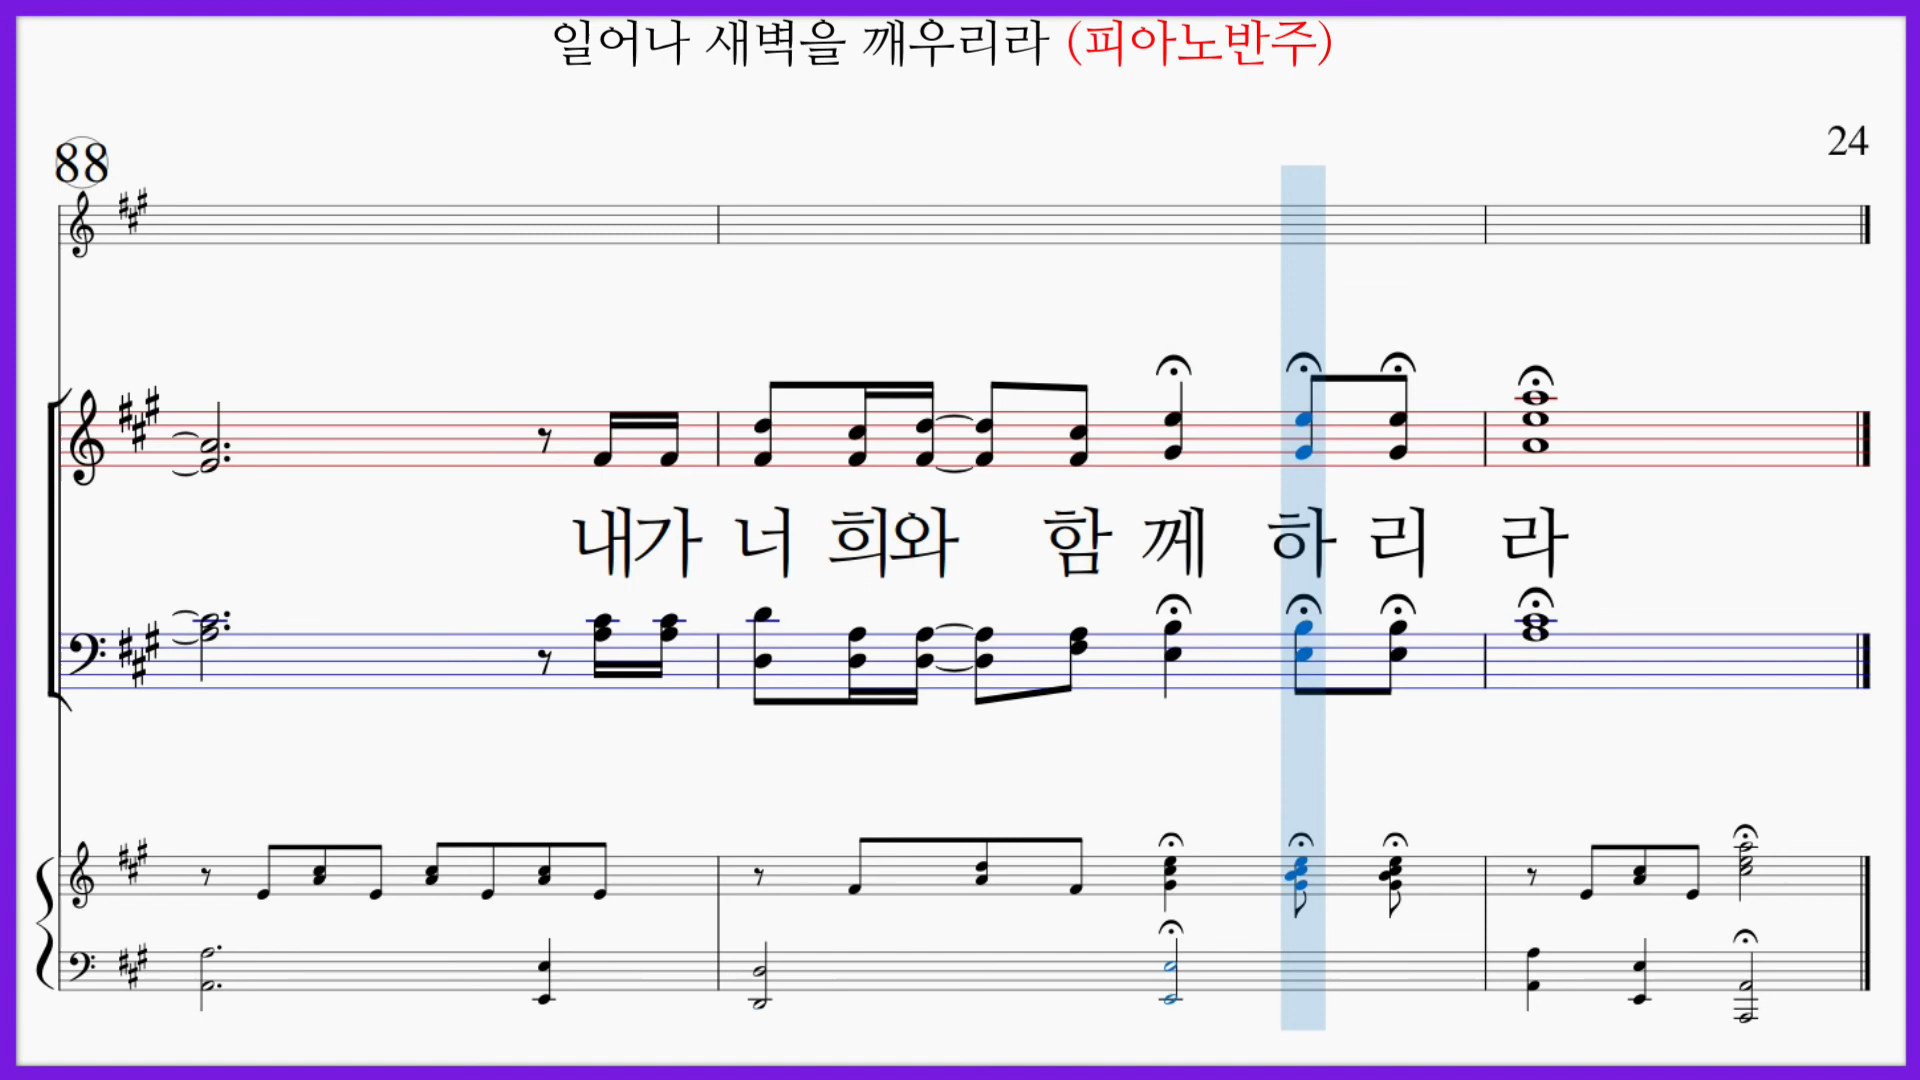 일어나 새벽을 깨우리라 (피아노반주)
88
24
내가 너 희와 함 께 하 리 라